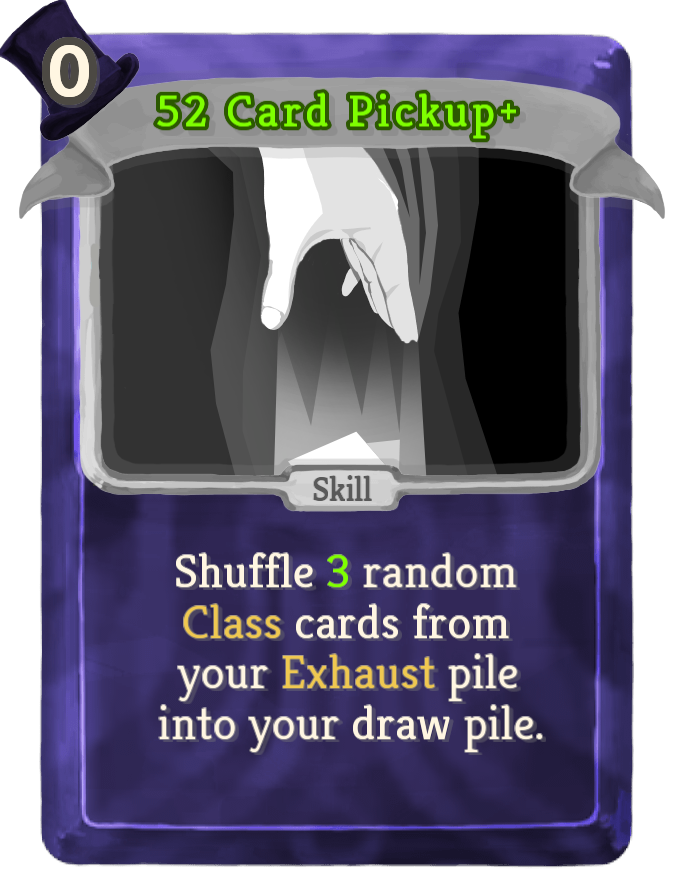 0
52 Card Pickup+
Skill
Shuffle 3 random
Class cards from
your Exhaust pile
into your draw pile.